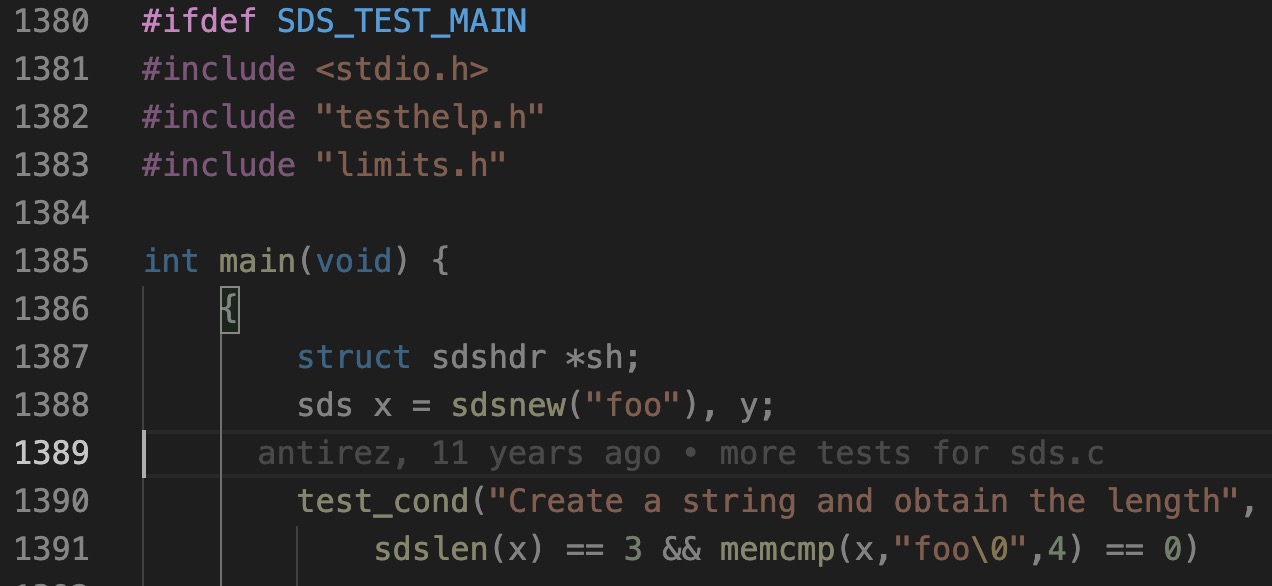 1380 #ifdef SDS_TEST_MAIN
1381 #include <stdio.h>
1382 #include "testhelp.h"
1383 #include "limits.h"
1384
1385 int main(void) {
1386     {
1387         struct sdshdr *sh;
1388         sds x = sdsnew("foo"), y;
1389 antirez, 11 years ago • more tests for sds.c
1390         test_cond("Create a string and obtain the length",
1391             sdslen(x) == 3 && memcmp(x,"foo\0",4) == 0)